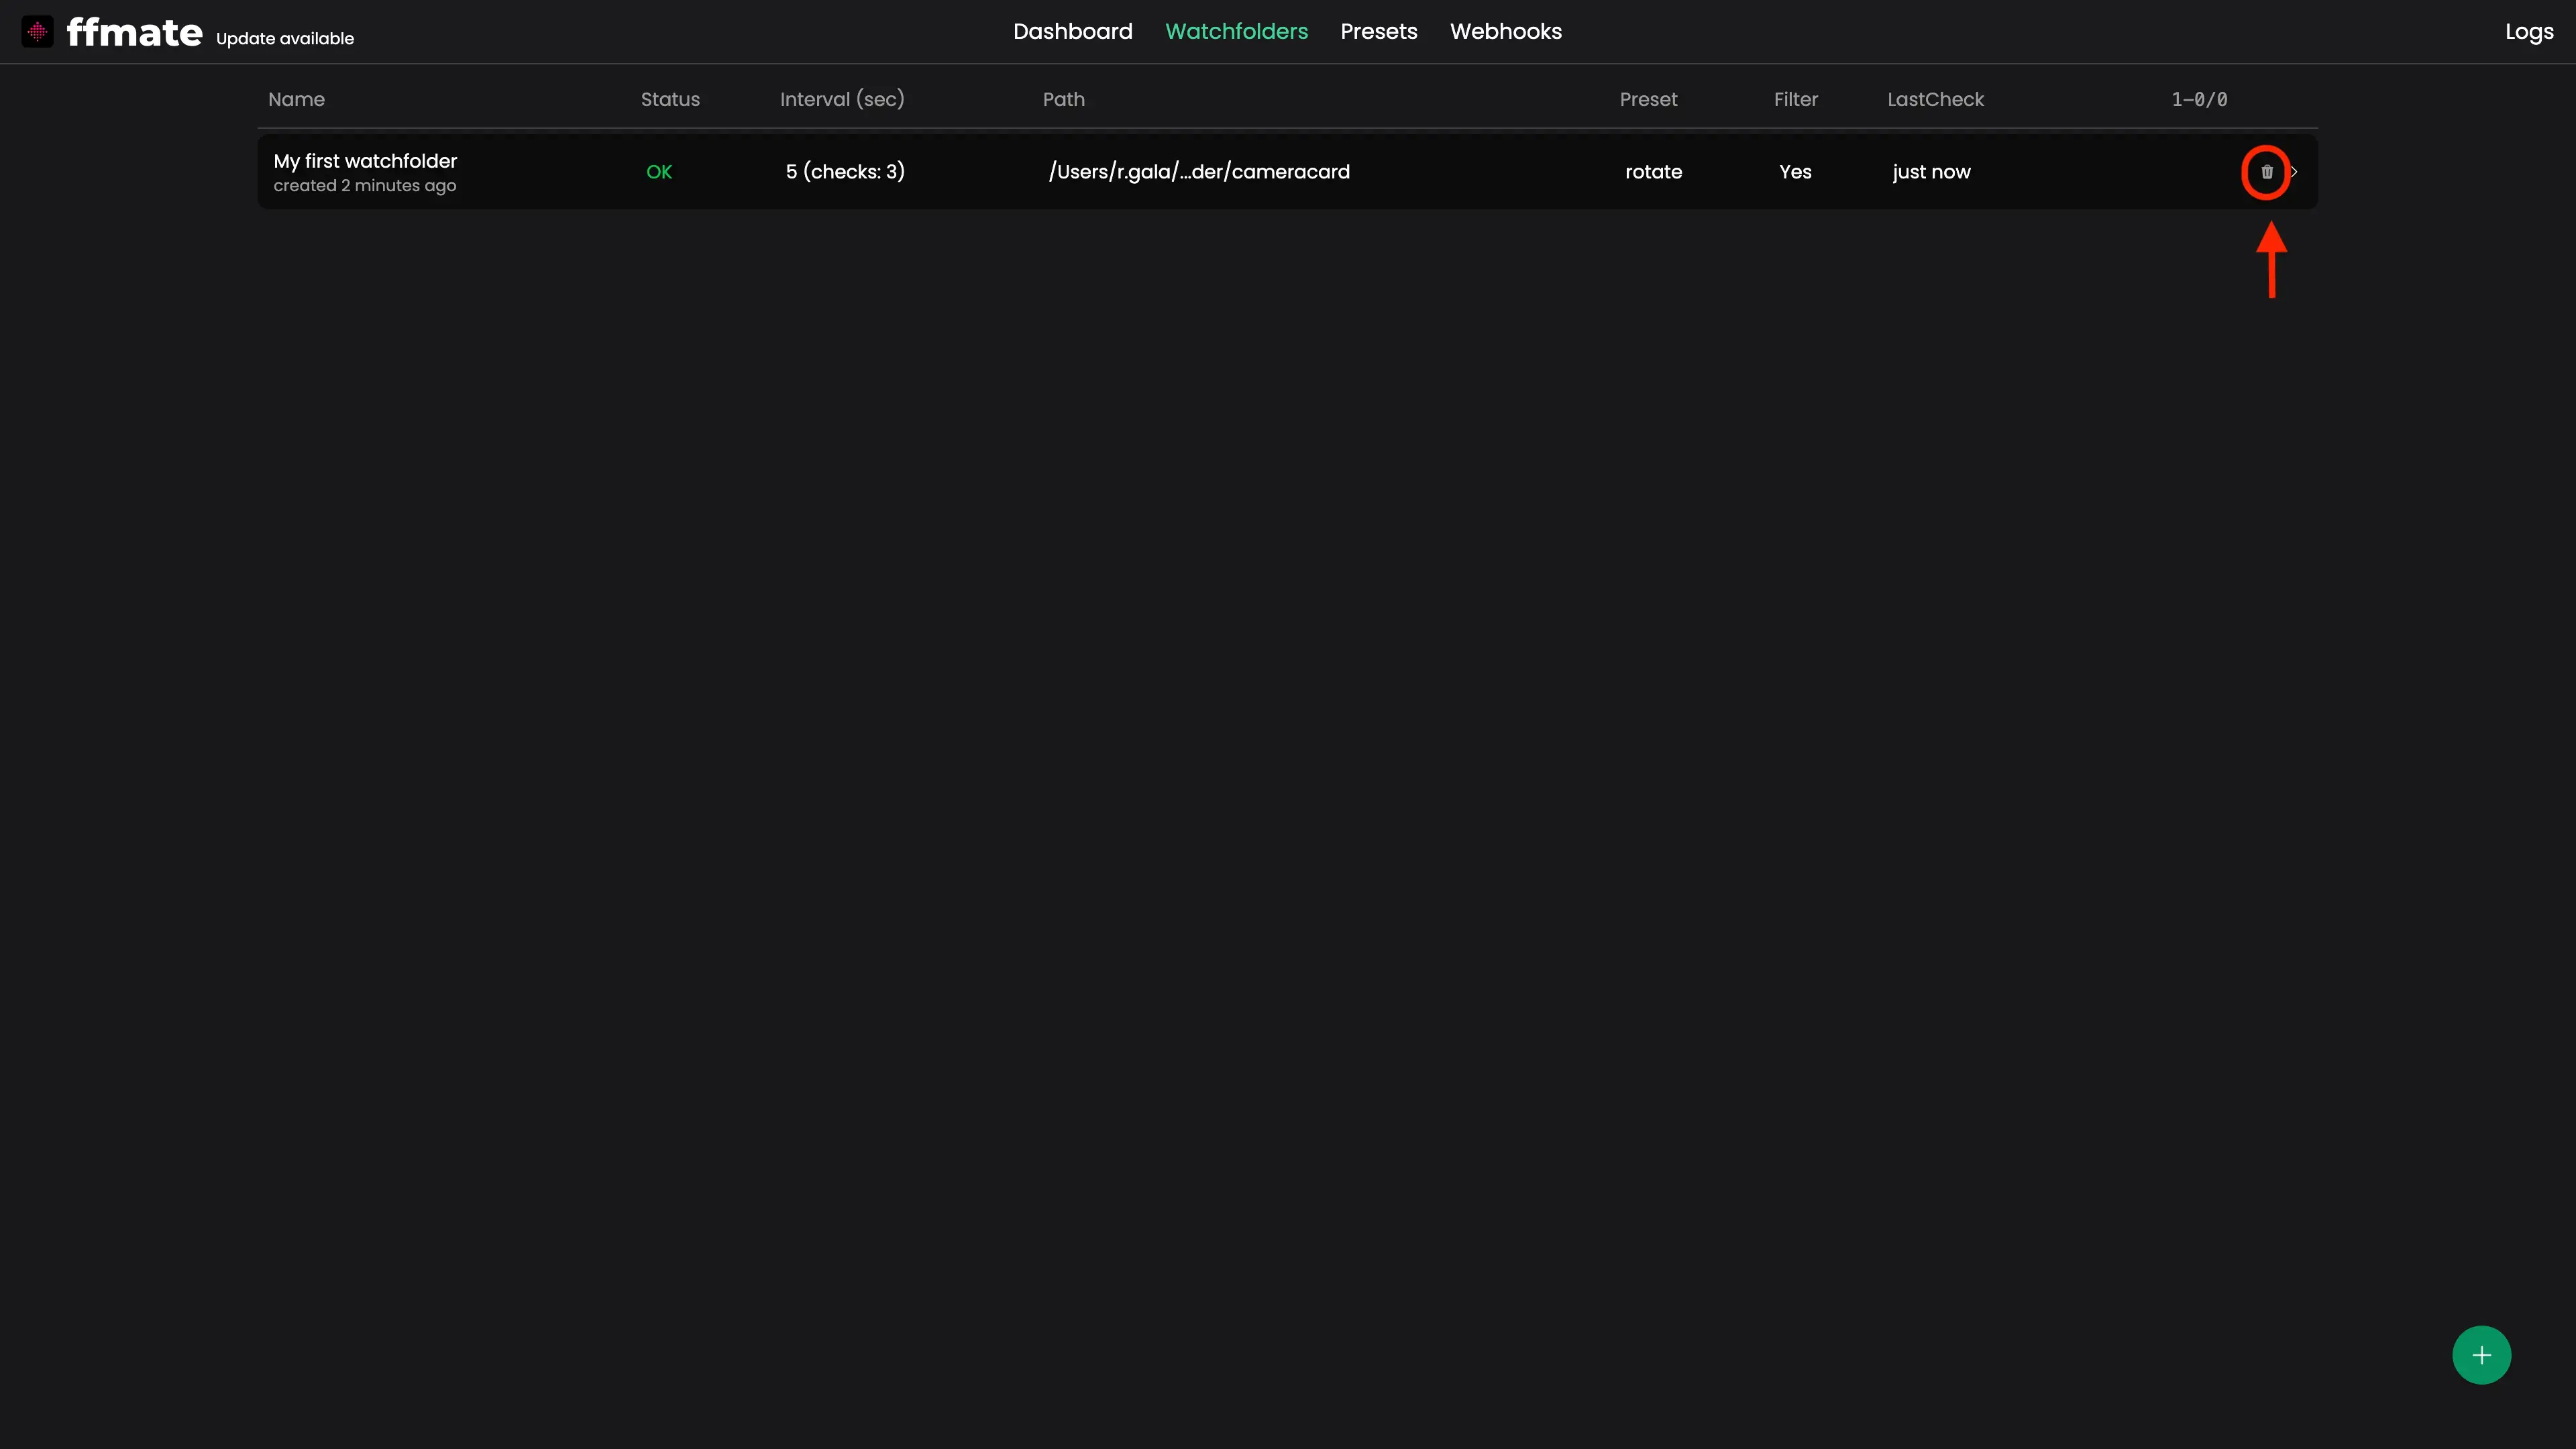 ffmate Update available Dashboard Watchfolders Presets Webhooks Logs
Name Status Interval (sec) Path Preset Filter LastCheck 1–0/0
My first watchfolder
created 2 minutes ago
OK 5 (checks: 3) /Users/r.gala/...der/cameracard rotate Yes just now